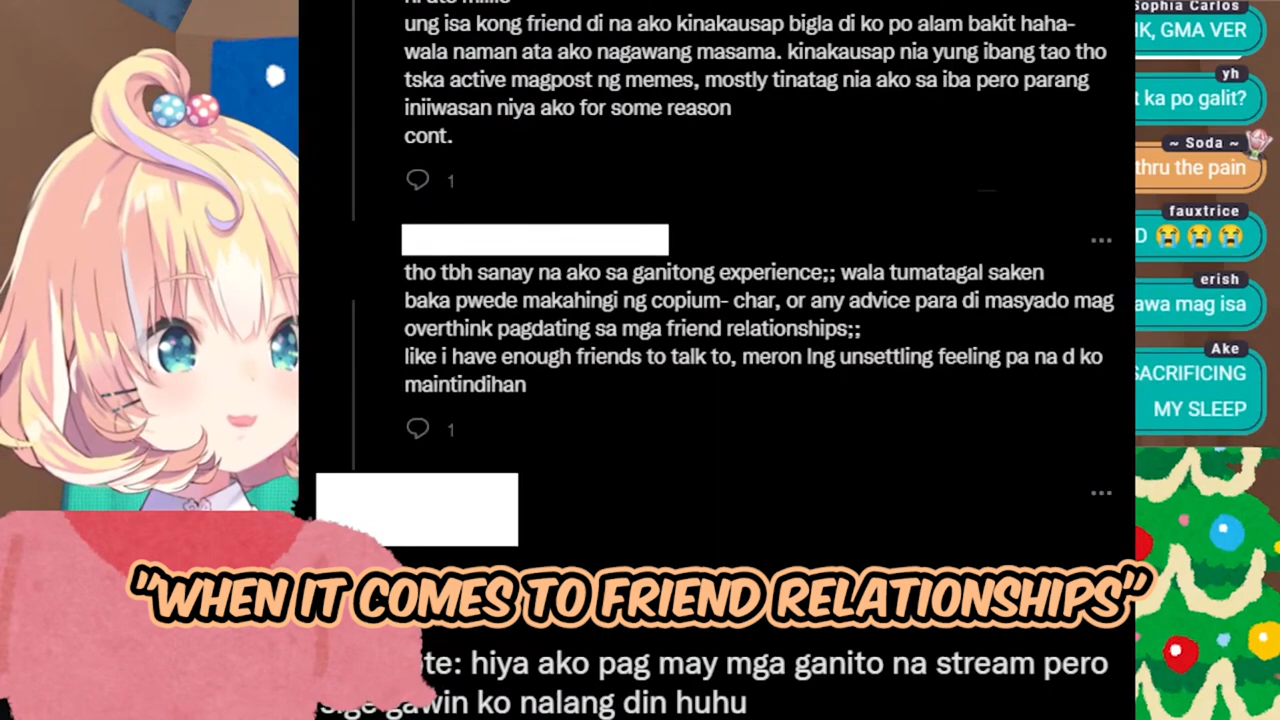 ung isa kong friend di na ako kinakausap bigla di ko po alam bakit haha-
wala naman ata ako nagawang masama. kinakausap nia yung ibang tao tho
tska active magpost ng memes, mostly tinatag nia ako sa iba pero parang
iniiwasan niya ako for some reason
cont.
1
tho tbh sanay na ako sa ganitong experience;; wala tumatagal saken
baka pwede makahingi ng copium- char, or any advice para di masyado mag
overthink pagdating sa mga friend relationships;;
like i have enough friends to talk to, meron lng unsettling feeling pa na d ko
maintindihan
1
"WHEN IT COMES TO FRIEND RELATIONSHIPS"
te: hiya ako pag may mga ganito na stream pero
sige gawin ko nalang din huhu
Sophia Carlos
GMA VER
yh
ka po galit?
~ Soda ~
thru the pain
fauxtrice
D 😭😭😭
erish
mag isa
Ake
SACRIFICING
MY SLEEP